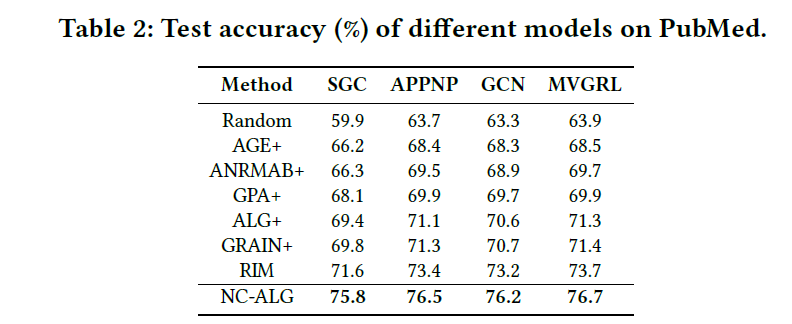 Table 2: Test accuracy (%) of different models on PubMed.
Method SGC APPNP GCN MVGRL
Random 59.9 63.7 63.3 63.9
AGE+ 66.2 68.4 68.3 68.5
ANRMAB+ 66.3 69.5 68.9 69.7
GPA+ 68.1 69.9 69.7 69.9
ALG+ 69.4 71.1 70.6 71.3
GRAIN+ 69.8 71.3 70.7 71.4
RIM 71.6 73.4 73.2 73.7
NC-ALG 75.8 76.5 76.2 76.7